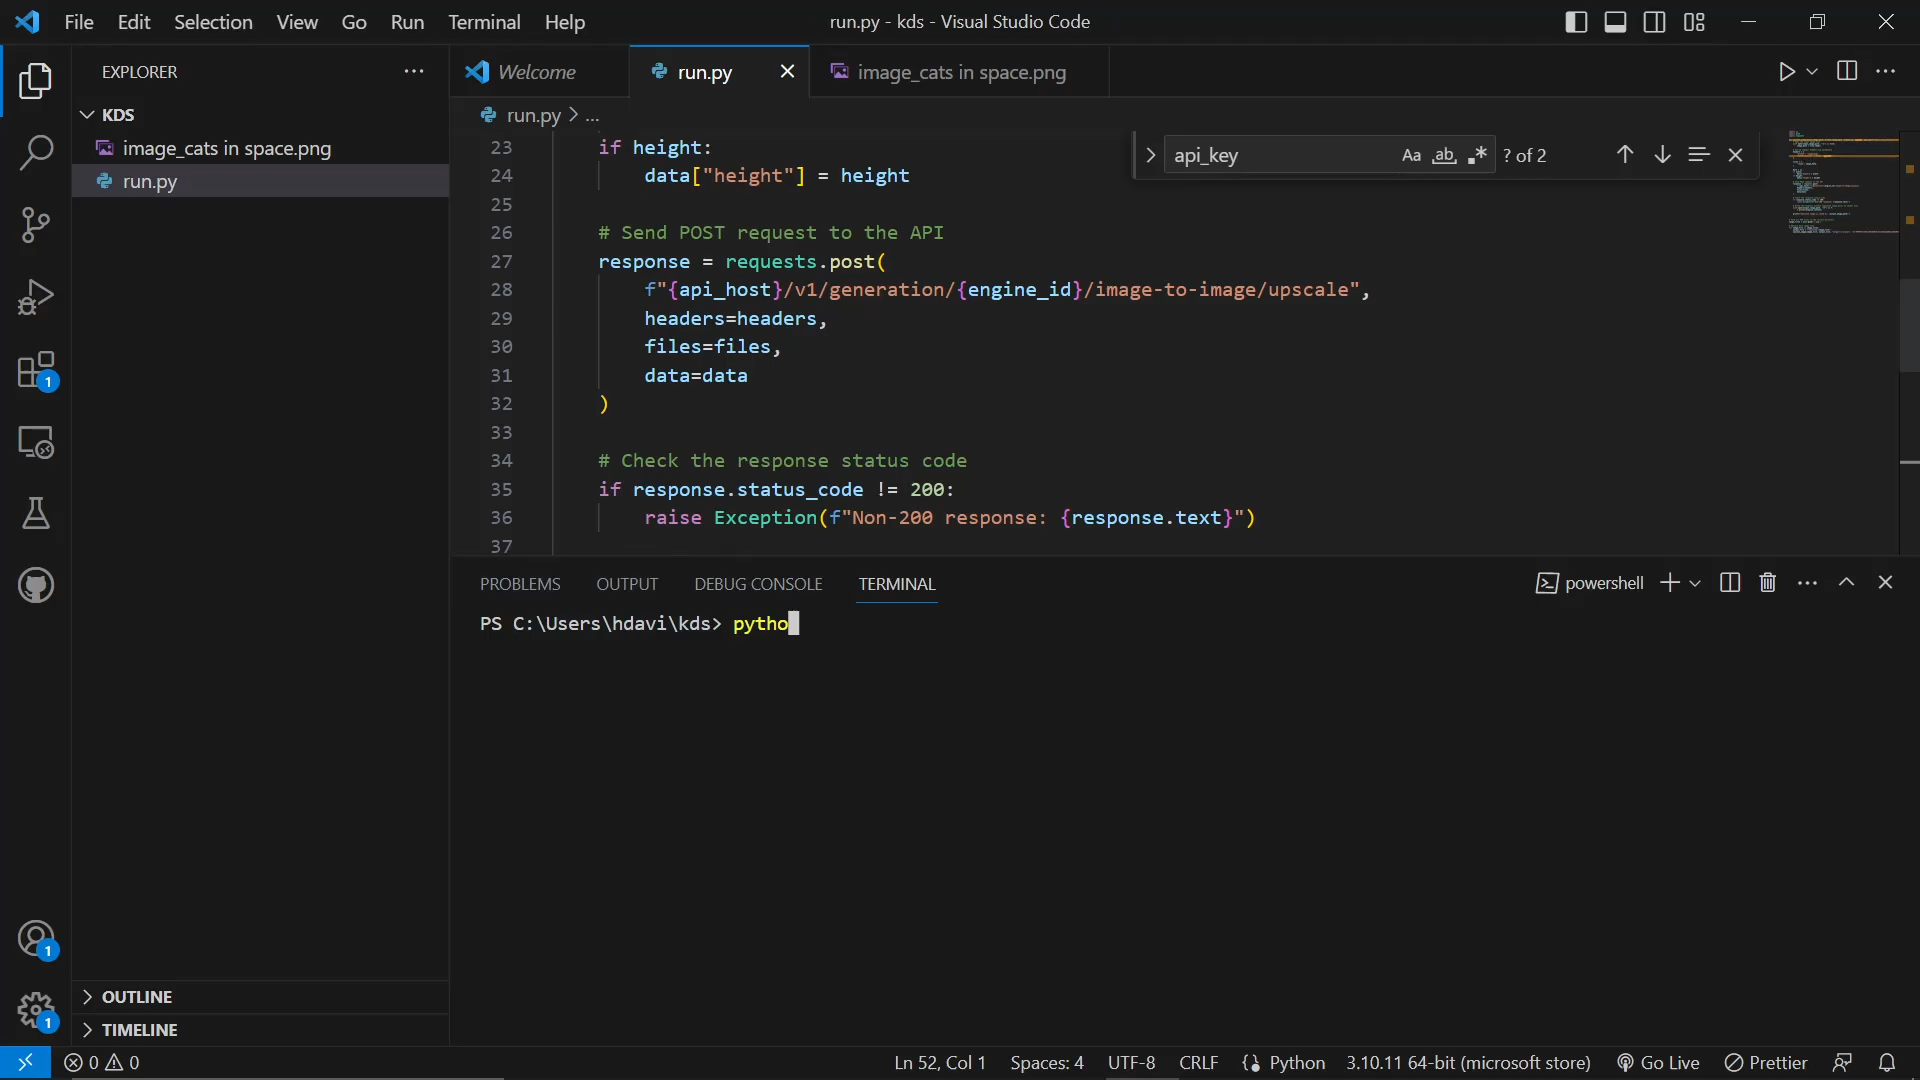 File Edit Selection View Go Run Terminal Help
run.py - kds - Visual Studio Code
EXPLORER
KDS
image_cats in space.png
run.py
OUTLINE
TIMELINE
Welcome
run.py
image_cats in space.png
run.py > ...
api_key
Aa ab .* ? of 2
23 if height:
24 data["height"] = height
25
26 # Send POST request to the API
27 response = requests.post(
28 f"{api_host}/v1/generation/{engine_id}/image-to-image/upscale",
29 headers=headers,
30 files=files,
31 data=data
32 )
33
34 # Check the response status code
35 if response.status_code != 200:
36 raise Exception(f"Non-200 response: {response.text}")
37
PROBLEMS OUTPUT DEBUG CONSOLE TERMINAL
powershell
PS C:\Users\hdavi\kds> pytho
1
1
1
0 0
Ln 52, Col 1 Spaces: 4 UTF-8 CRLF Python 3.10.11 64-bit (microsoft store) Go Live Prettier